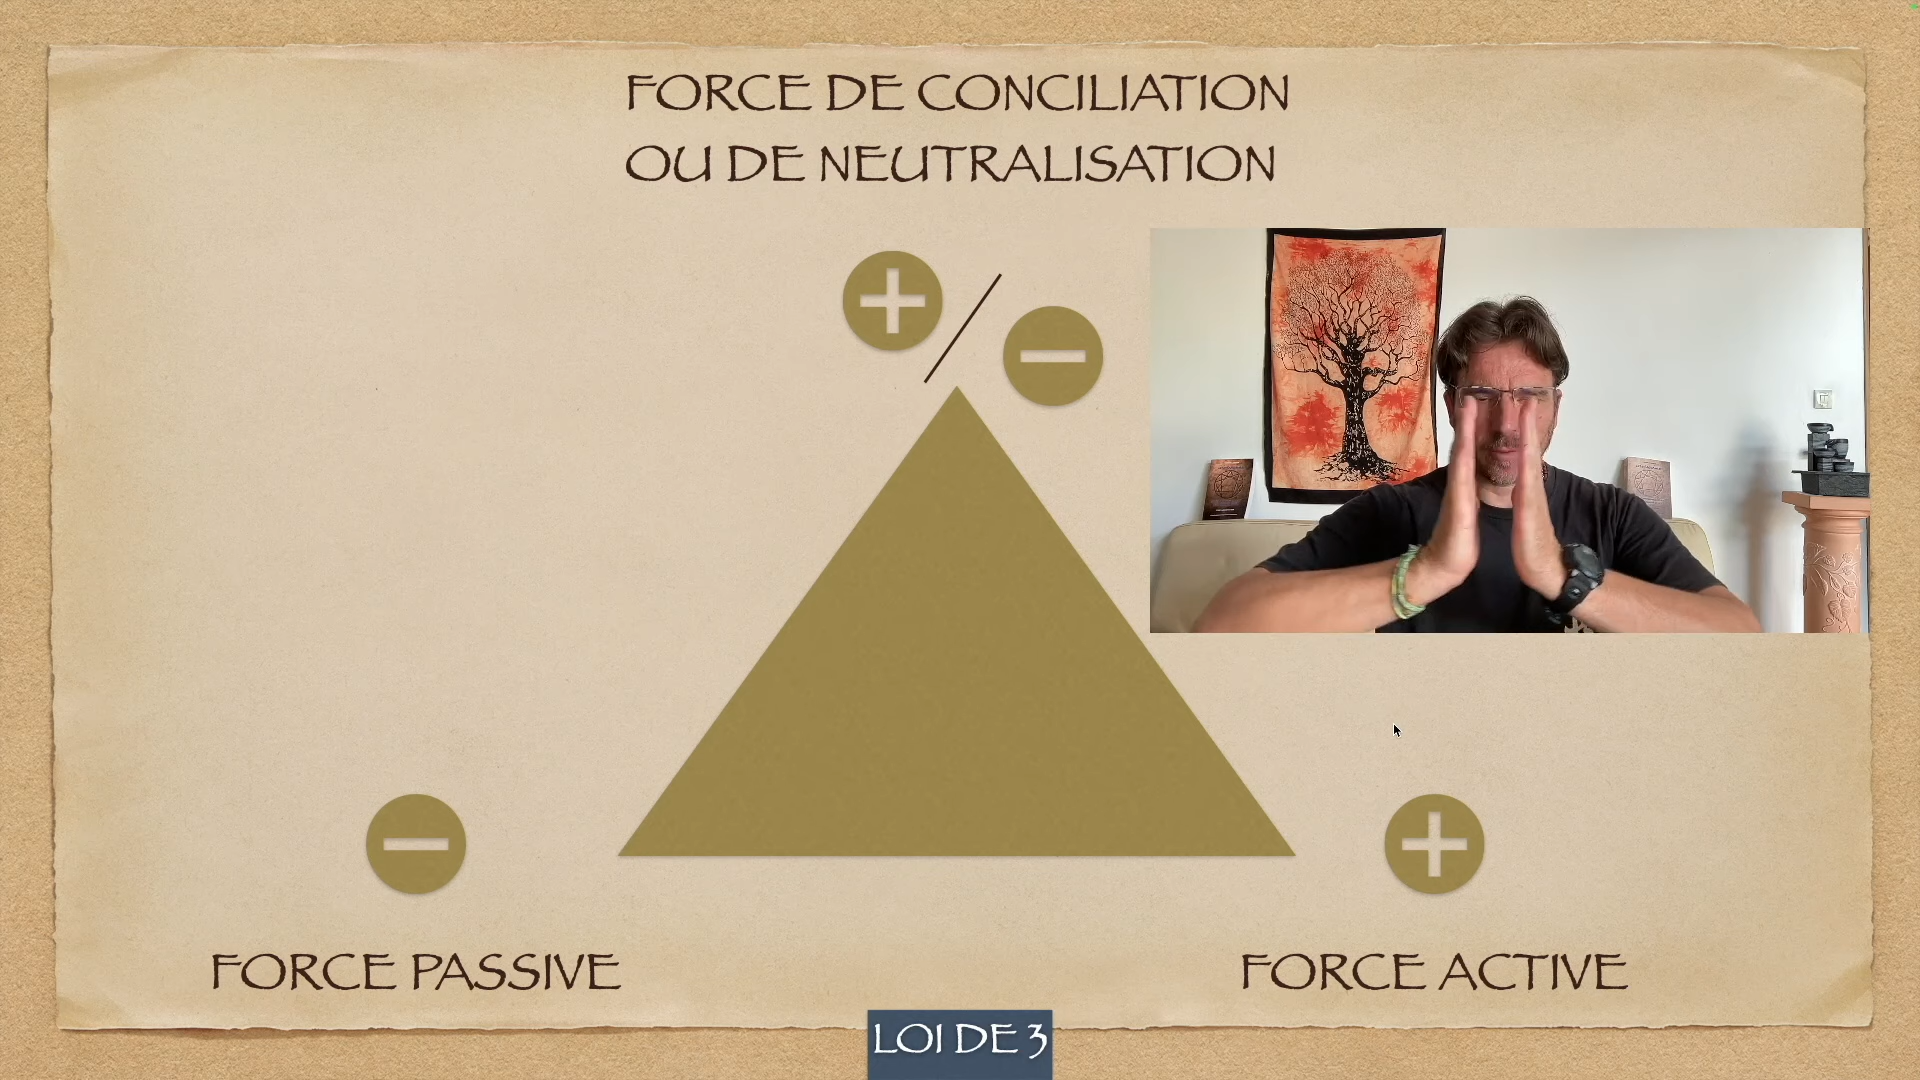 FORCE DE CONCILIATION
OU DE NEUTRALISATION
FORCE PASSIVE
FORCE ACTIVE
LOI DE 3